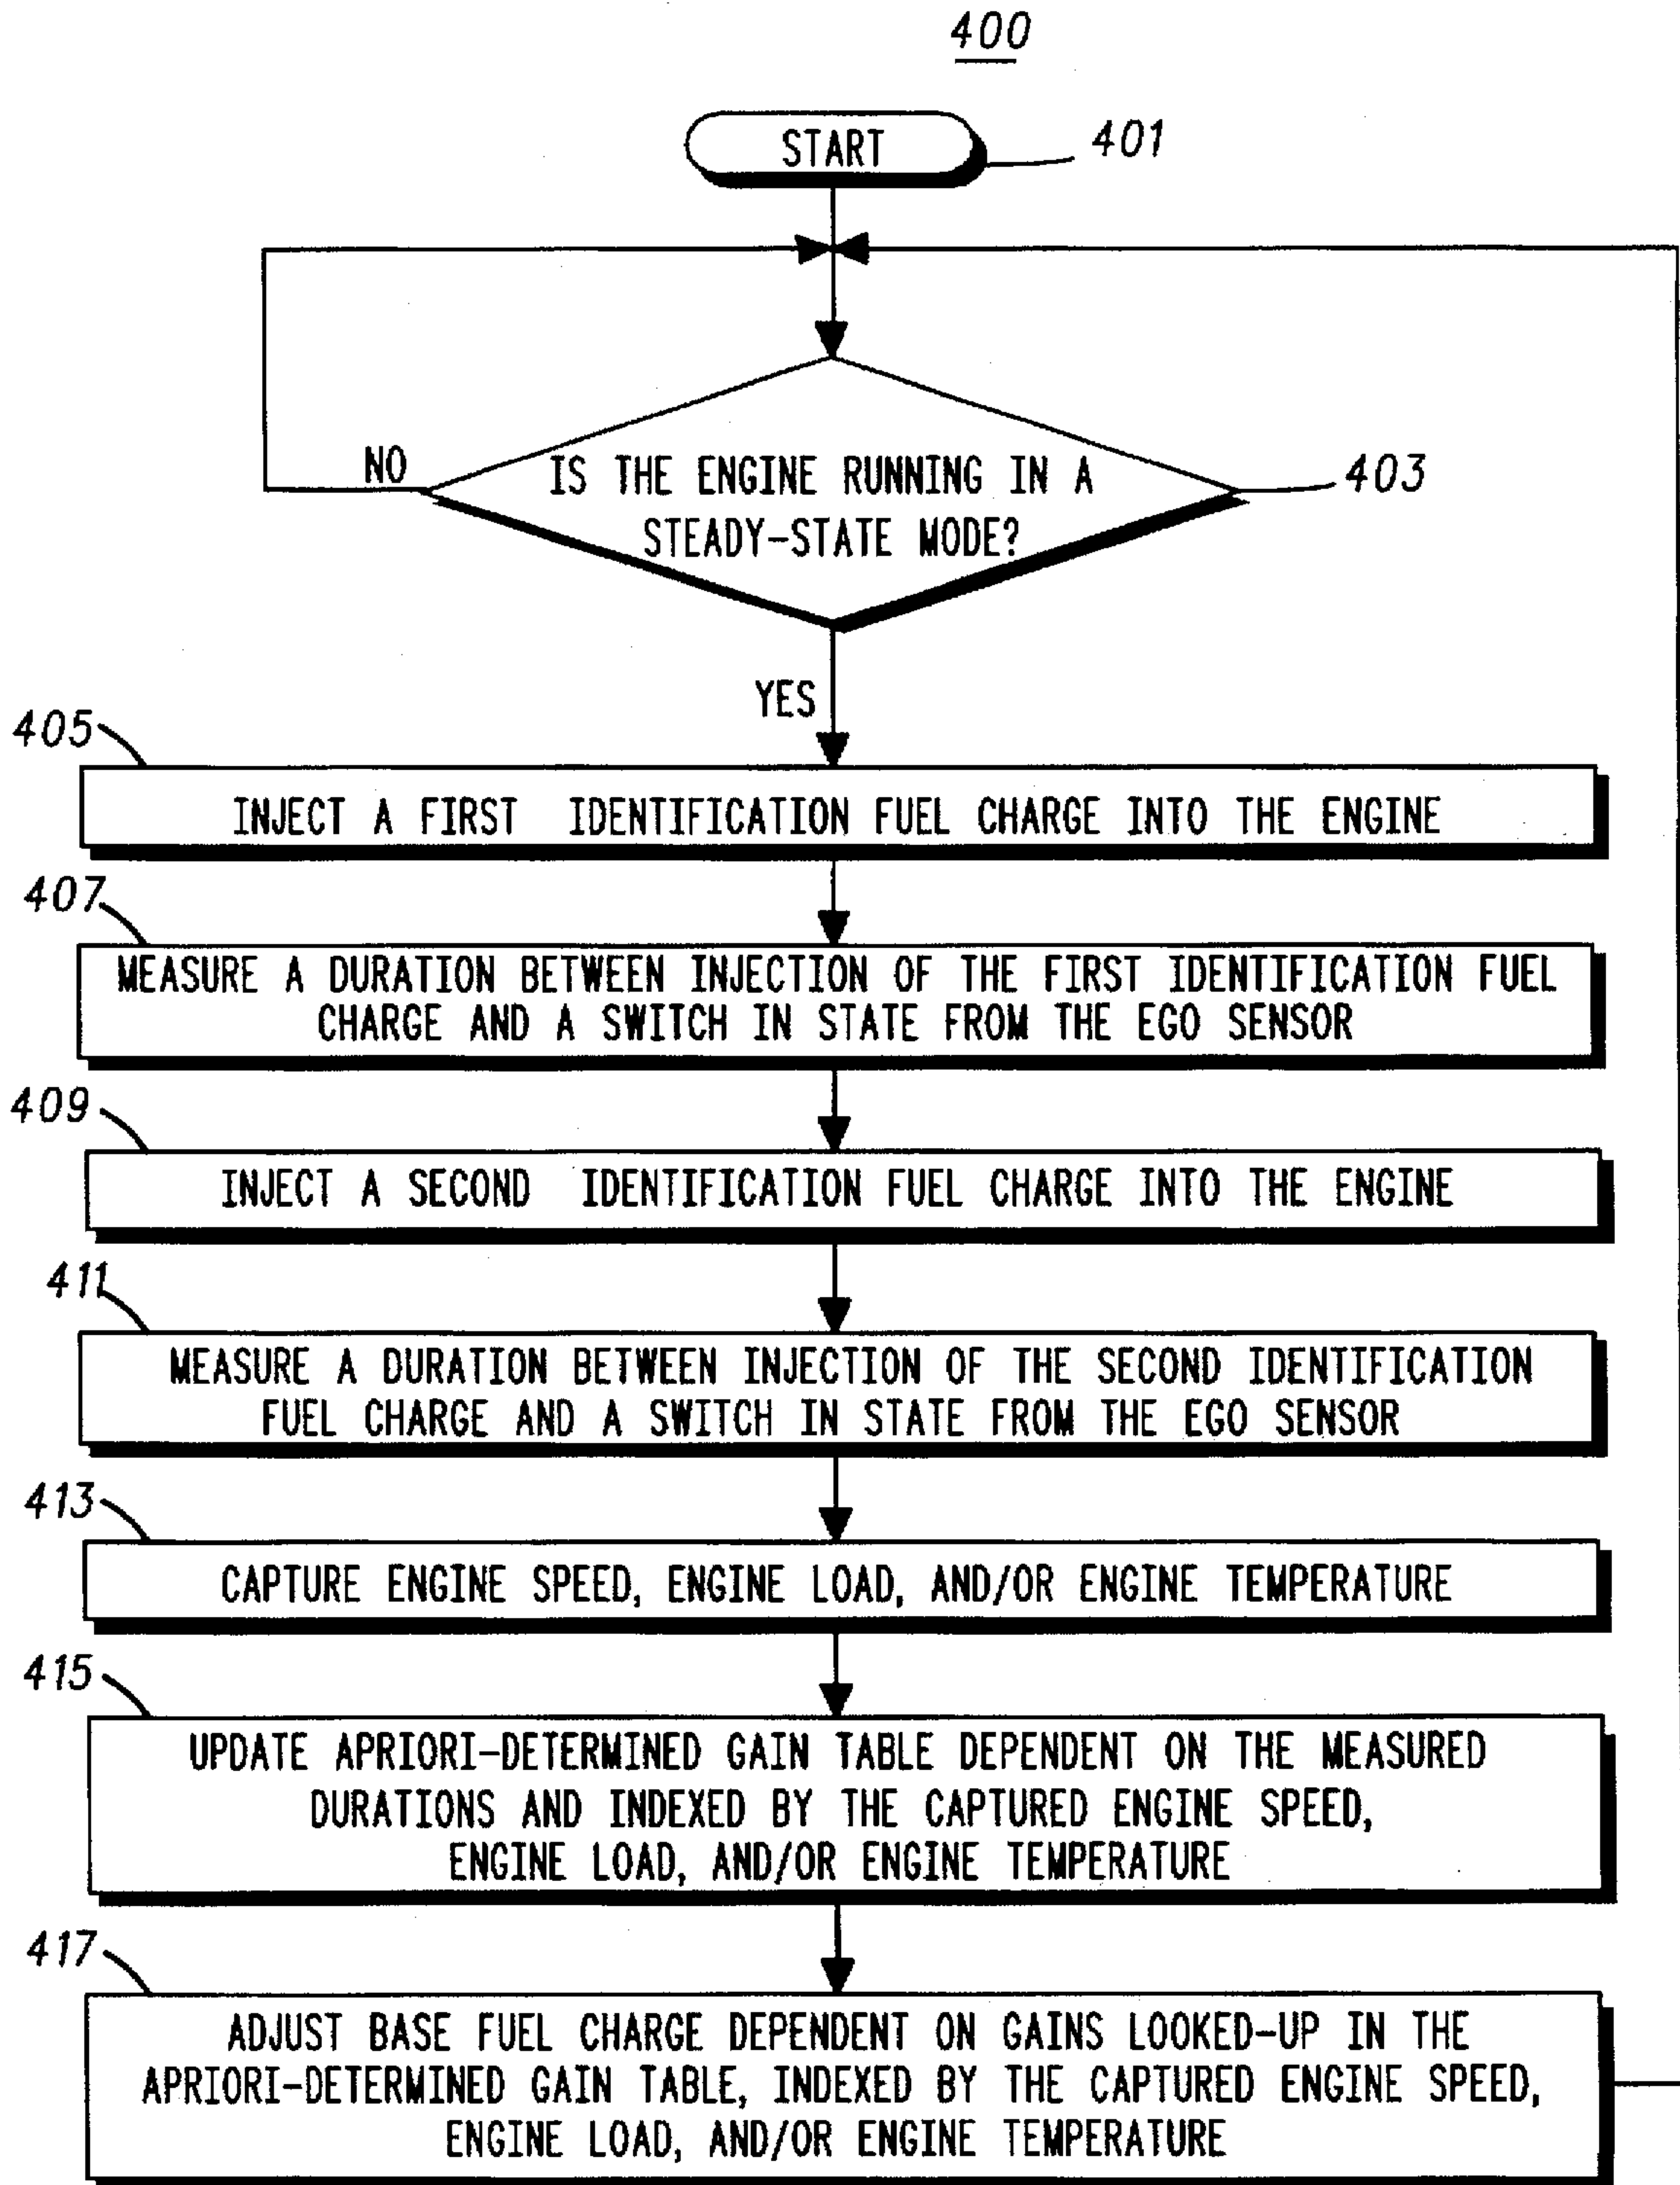 400
START
401
NO
IS THE ENGINE RUNNING IN A
STEADY-STATE MODE?
403
YES
405
INJECT A FIRST IDENTIFICATION FUEL CHARGE INTO THE ENGINE
407
MEASURE A DURATION BETWEEN INJECTION OF THE FIRST IDENTIFICATION FUEL
CHARGE AND A SWITCH IN STATE FROM THE EGO SENSOR
409
INJECT A SECOND IDENTIFICATION FUEL CHARGE INTO THE ENGINE
411
MEASURE A DURATION BETWEEN INJECTION OF THE SECOND IDENTIFICATION
FUEL CHARGE AND A SWITCH IN STATE FROM THE EGO SENSOR
413
CAPTURE ENGINE SPEED, ENGINE LOAD, AND/OR ENGINE TEMPERATURE
415
UPDATE APRIORI-DETERMINED GAIN TABLE DEPENDENT ON THE MEASURED
DURATIONS AND INDEXED BY THE CAPTURED ENGINE SPEED,
ENGINE LOAD, AND/OR ENGINE TEMPERATURE
417
ADJUST BASE FUEL CHARGE DEPENDENT ON GAINS LOOKED-UP IN THE
APRIORI-DETERMINED GAIN TABLE, INDEXED BY THE CAPTURED ENGINE SPEED,
ENGINE LOAD, AND/OR ENGINE TEMPERATURE